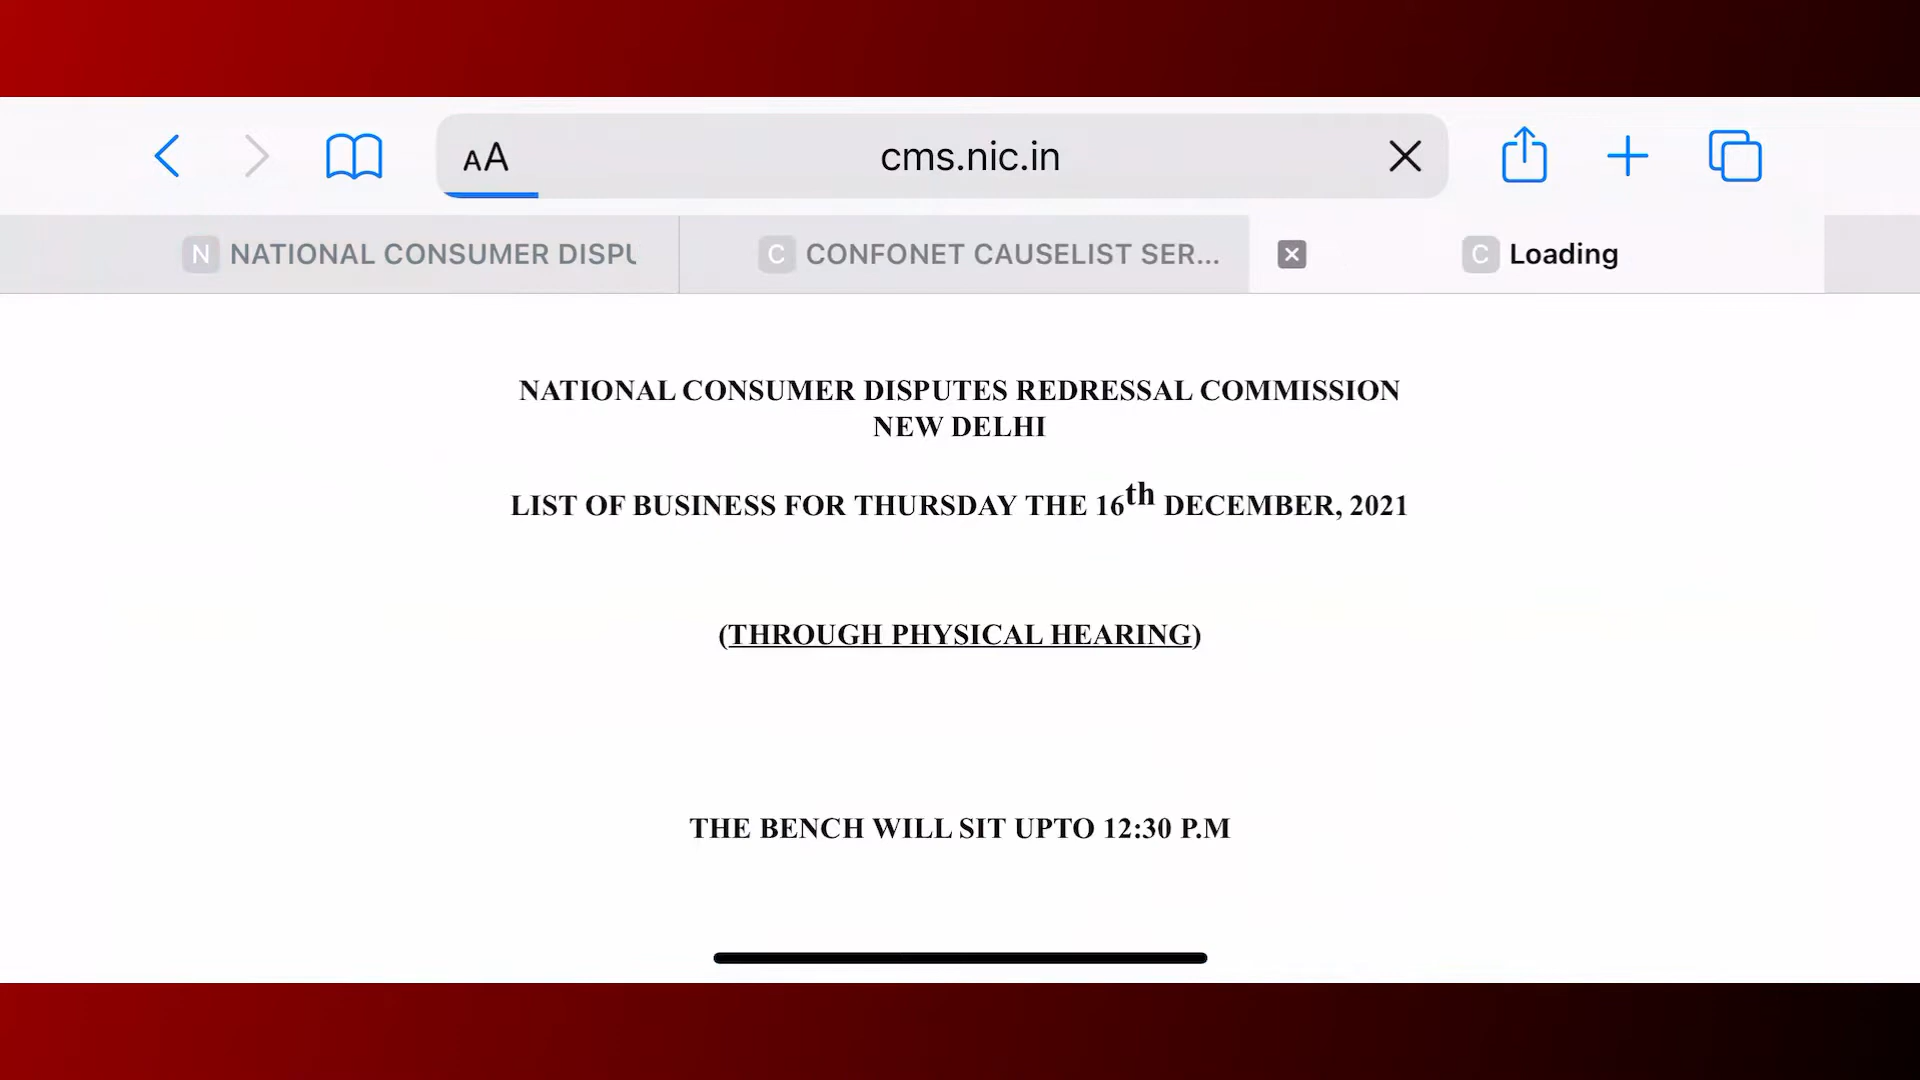 AA
cms.nic.in
N NATIONAL CONSUMER DISPU
C CONFONET CAUSELIST SER...
C Loading
NATIONAL CONSUMER DISPUTES REDRESSAL COMMISSION
NEW DELHI
LIST OF BUSINESS FOR THURSDAY THE 16th DECEMBER, 2021
(THROUGH PHYSICAL HEARING)
THE BENCH WILL SIT UPTO 12:30 P.M